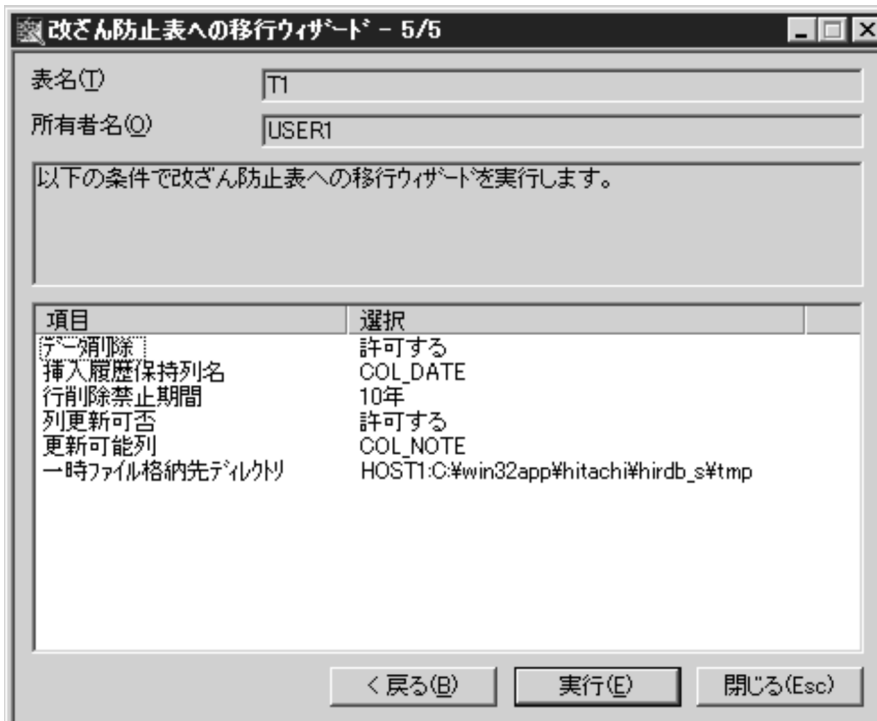 改ざん防止表への移行ウィザード - 5/5
表名(T) T1
所有者名(O) USER1
以下の条件で改ざん防止表への移行ウィザードを実行します。
項目 選択
データ削除 許可する
挿入履歴保持列名 COL_DATE
行削除禁止期間 10年
列更新可否 許可する
更新可能列 COL_NOTE
一時ファイル格納先ディレクトリ HOST1:C:¥win32app¥hitachi¥hirdb_s¥tmp
< 戻る(B) 実行(E) 閉じる(Esc)